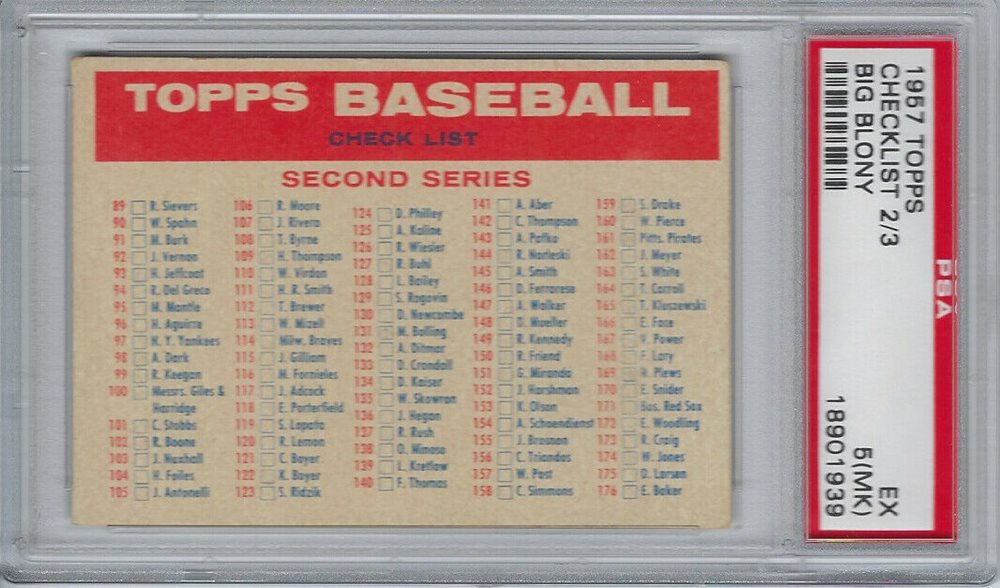 TOPPS BASEBALL
CHECK LIST
SECOND SERIES
89 R. Sievers
90 W. Spahn
91 M. Burk
92 J. Vernon
93 H. Jeffcoat
94 R. Del Greco
95 M. Mantle
96 H. Aguirre
97 N. Y. Yankees
98 A. Dark
99 R. Keegan
100 Messrs. Giles &
Harridge
101 C. Stobbs
102 R. Boone
103 J. Nuxhall
104 H. Foiles
105 J. Antonelli
106 R. Moore
107 J. Rivera
108 T. Byrne
109 H. Thompson
110 W. Virdon
111 H. R. Smith
112 T. Brewer
113 W. Mizell
114 Milw. Braves
115 J. Gilliam
116 M. Fornieles
117 J. Adcock
118 E. Porterfield
119 S. Lopata
120 R. Lemon
121 C. Boyer
122 K. Boyer
123 S. Ridzik
124 D. Philley
125 A. Kaline
126 R. Wiesler
127 R. Buhl
128 L. Bailey
129 S. Rogovin
130 D. Newcombe
131 M. Bolling
132 A. Ditmar
133 D. Crandall
134 D. Kaiser
135 W. Skowron
136 J. Hegan
137 R. Rush
138 O. Minoso
139 L. Kretlow
140 F. Thomas
141 A. Aber
142 C. Thompson
143 A. Pafko
144 R. Narleski
145 A. Smith
146 D. Ferrarese
147 A. Walker
148 D. Mueller
149 R. Kennedy
150 R. Friend
151 G. Miranda
152 J. Harshman
153 K. Olson
154 A. Schoendienst
155 J. Brosnan
156 C. Triandos
157 W. Post
158 C. Simmons
159 S. Drake
160 W. Pierce
161 Pitts. Pirates
162 J. Meyer
163 S. White
164 T. Carroll
165 T. Kluszewski
166 E. Face
167 V. Power
168 F. Lary
169 H. Plews
170 E. Snider
171 Bos. Red Sox
172 E. Woodling
173 R. Craig
174 W. Jones
175 D. Larsen
176 E. Baker
1957 TOPPS
CHECKLIST 2/3
BIG BLONY
EX
5(MK)
18901939
PSA